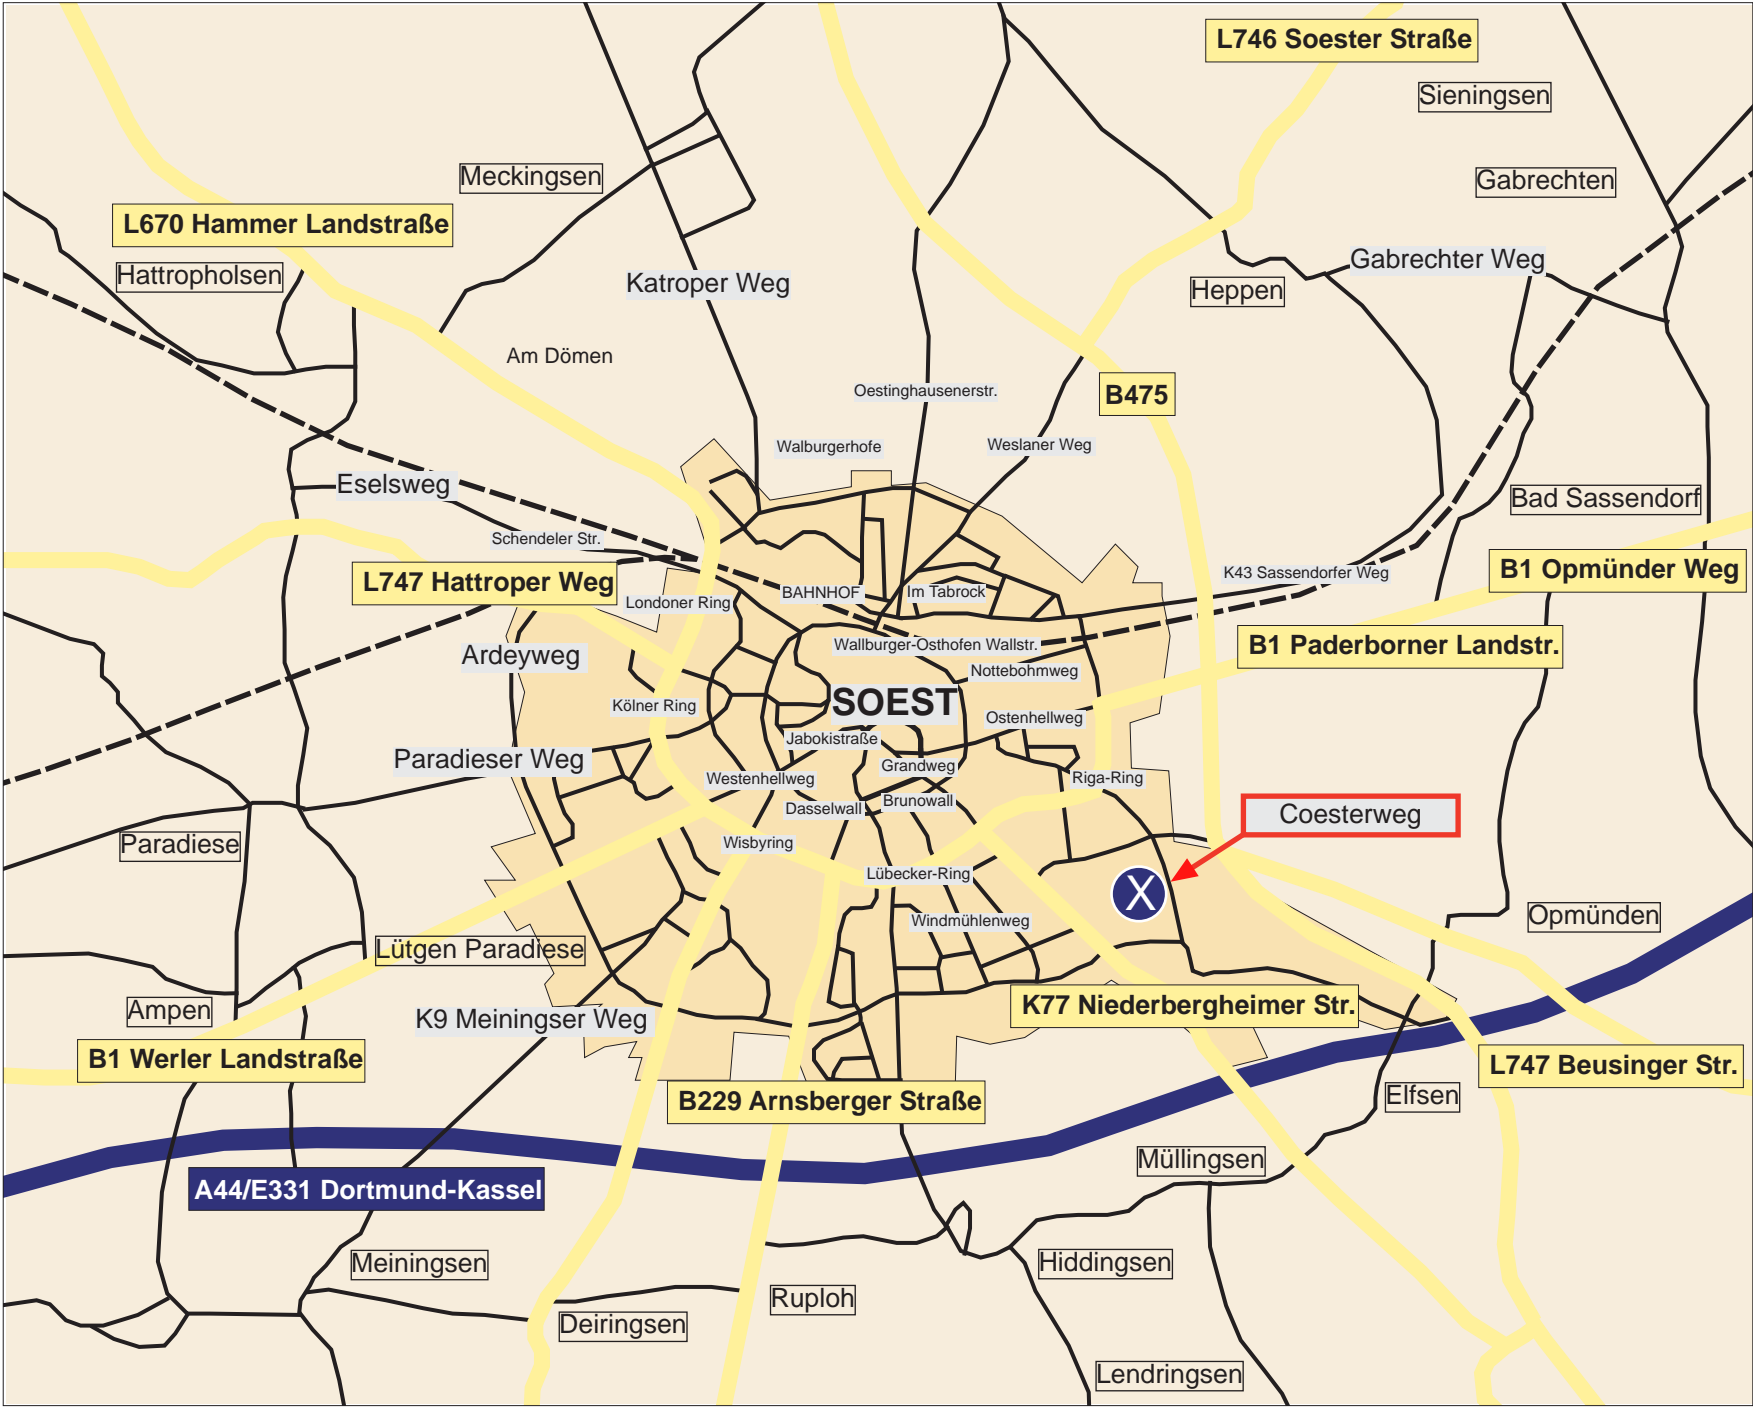 L746 Soester Straße
Sieningsen
Meckingsen
Gabrechten
L670 Hammer Landstraße
Hattropholsen
Katroper Weg
Gabrechter Weg
Heppen
Am Dömen
Oestinghausenerstr.
B475
Walburgerhofe
Weslaner Weg
Eselsweg
Bad Sassendorf
Schendeler Str.
L747 Hattroper Weg
BAHNHOF
Im Tabrock
K43 Sassendorfer Weg
B1 Opmünder Weg
Londoner Ring
Wallburger-Osthofen Wallstr.
B1 Paderborner Landstr.
Ardeyweg
Nottebohmweg
Kölner Ring
SOEST
Ostenhellweg
Jabokistraße
Paradieser Weg
Grandweg
Westenhellweg
Riga-Ring
Dasselwall
Brunowall
Coesterweg
Paradiese
Wisbyring
Lübecker-Ring
X
Windmühlenweg
Opmünden
Lütgen Paradiese
Ampen
K9 Meiningser Weg
K77 Niederbergheimer Str.
B1 Werler Landstraße
L747 Beusinger Str.
B229 Arnsberger Straße
Elfsen
Müllingsen
A44/E331 Dortmund-Kassel
Meiningsen
Hiddingsen
Ruploh
Deiringsen
Lendringsen